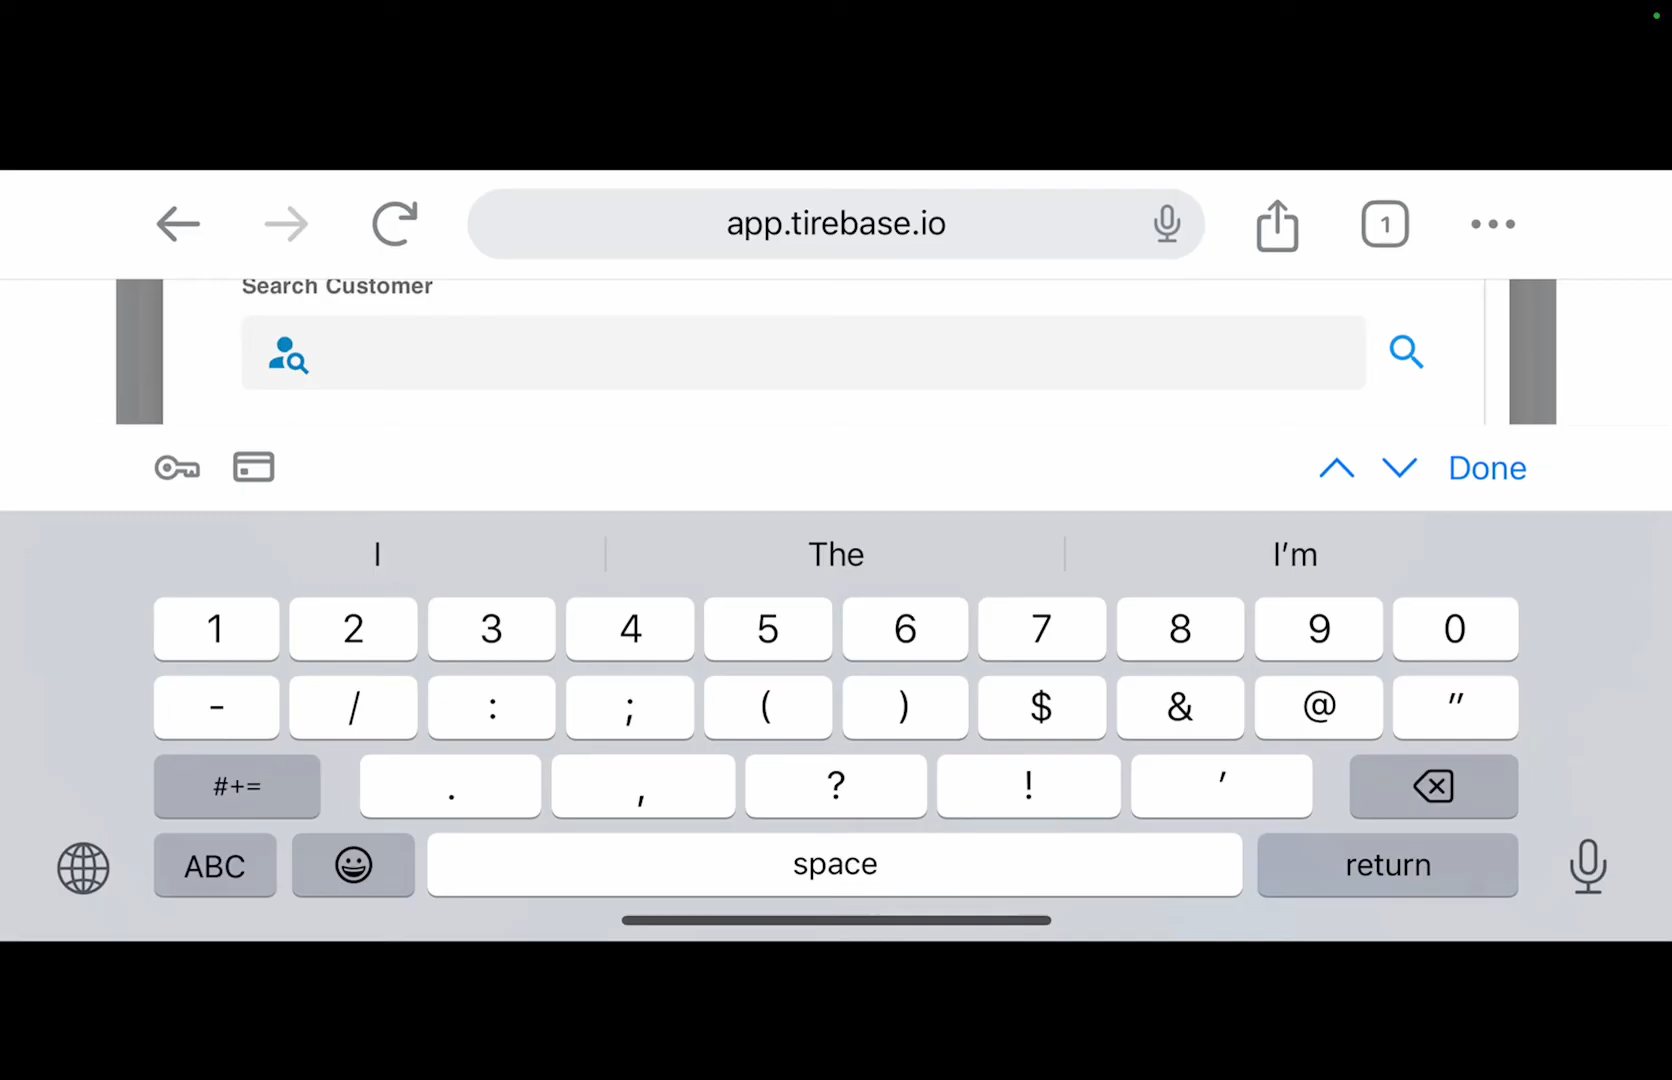 app.tirebase.io
1
Search Customer
Done
I The I’m
1 2 3 4 5 6 7 8 9 0
- / : ; ( ) $ & @ "
#+= . , ? ! ’
ABC space return